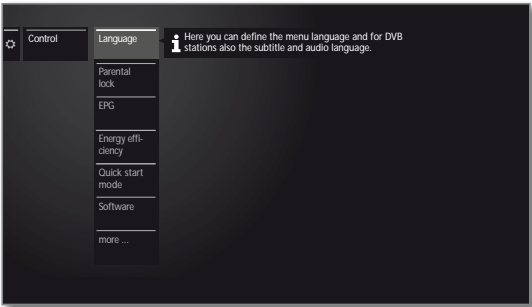 Control
Language
Here you can define the menu language and for DVB
stations also the subtitle and audio language.
Parental
lock
EPG
Energy effi-
ciency
Quick start
mode
Software
more ...